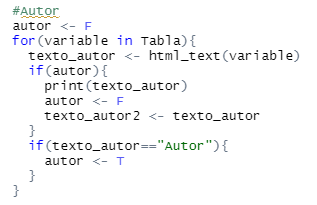 #Autor
autor <- F
for(variable in Tabla){
  texto_autor <- html_text(variable)
  if(autor){
    print(texto_autor)
    autor <- F
    texto_autor2 <- texto_autor
  }
  if(texto_autor=="Autor"){
    autor <- T
  }
}